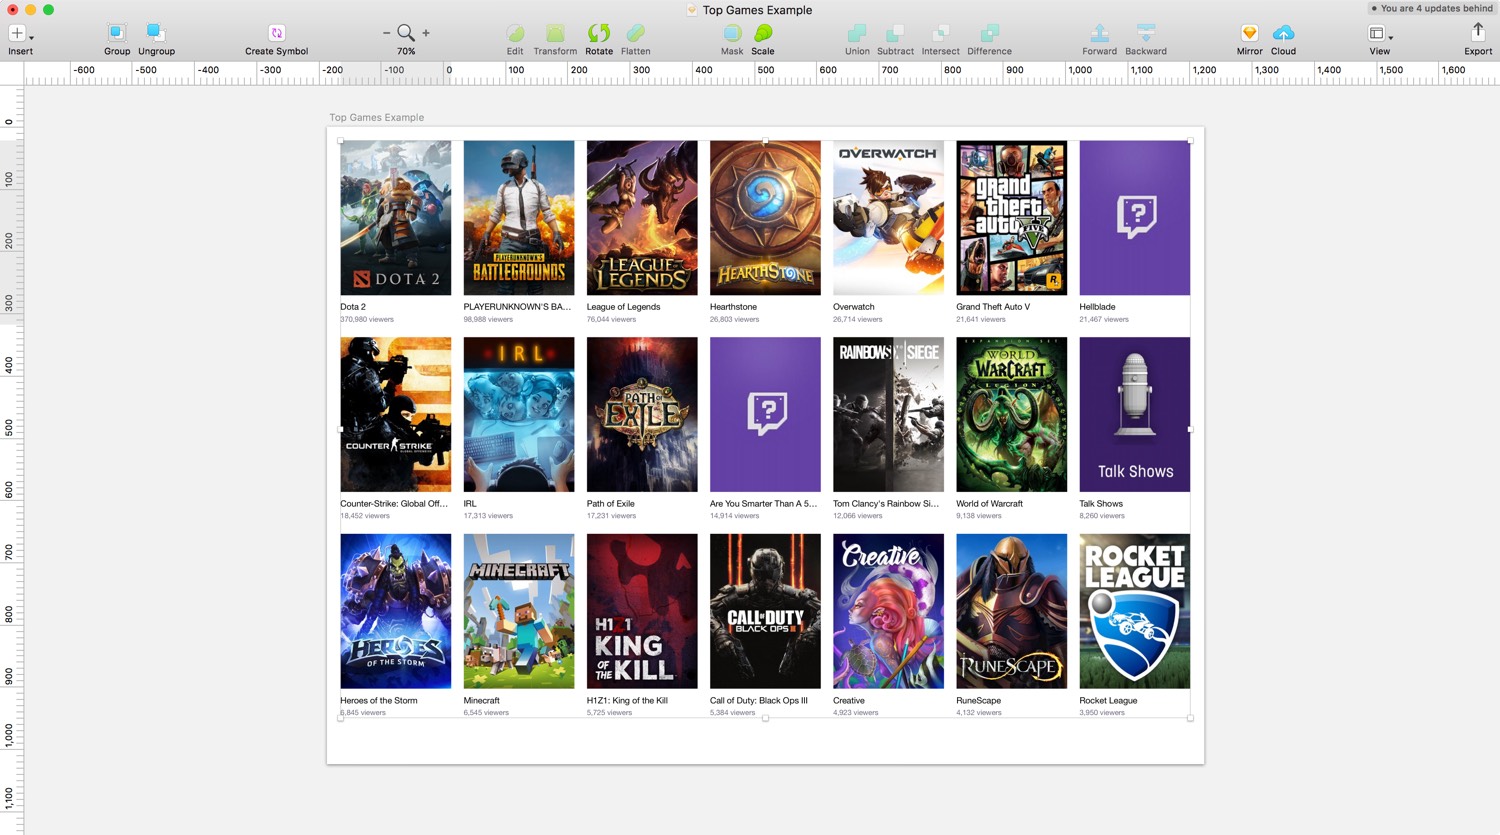 Top Games Example
You are 4 updates behind
Insert
Group
Ungroup
Create Symbol
70%
Edit
Transform
Rotate
Flatten
Mask
Scale
Union
Subtract
Intersect
Difference
Forward
Backward
Mirror
Cloud
View
Export
-600 -500 -400 -300 -200 -100 0 100 200 300 400 500 600 700 800 900 1,000 1,100 1,200 1,300 1,400 1,500 1,600
0
100
200
300
400
500
600
700
800
900
1,000
1,100
Top Games Example
DOTA 2
PLAYERUNKNOWN'S
BATTLEGROUNDS
LEAGUE OF
LEGENDS
HEARTHSTONE
OVERWATCH
grand
theft
auto
V
FIVE
R
?
Dota 2
370,980 viewers
PLAYERUNKNOWN'S BA...
98,988 viewers
League of Legends
76,044 viewers
Hearthstone
26,803 viewers
Overwatch
26,714 viewers
Grand Theft Auto V
21,641 viewers
Hellblade
21,467 viewers
COUNTER STRIKE
GLOBAL OFFENSIVE
IRL
PATH OF
EXILE
?
RAINBOW SIX SIEGE
EXPANSION SET
WORLD
OF
WARCRAFT
LEGION
Talk Shows
Counter-Strike: Global Off...
18,452 viewers
IRL
17,313 viewers
Path of Exile
17,231 viewers
Are You Smarter Than A 5...
14,914 viewers
Tom Clancy's Rainbow Si...
12,066 viewers
World of Warcraft
9,138 viewers
Talk Shows
8,260 viewers
HEROES
OF THE STORM
MINECRAFT
H1Z1
KING
OF THE KILL
CALL OF DUTY
BLACK OPS III
Creative
RUNESCAPE
ROCKET
LEAGUE
Heroes of the Storm
6,845 viewers
Minecraft
6,545 viewers
H1Z1: King of the Kill
5,725 viewers
Call of Duty: Black Ops III
5,384 viewers
Creative
4,923 viewers
RuneScape
4,132 viewers
Rocket League
3,950 viewers